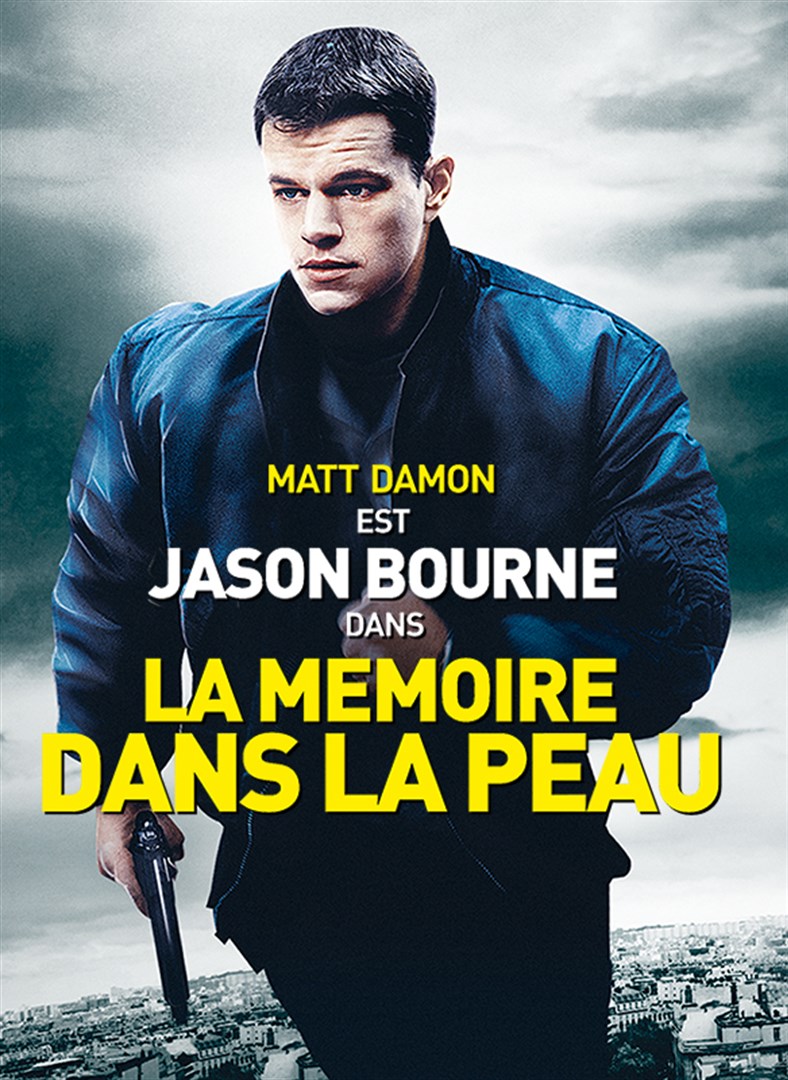 MATT DAMON
EST
JASON BOURNE
DANS
LA MEMOIRE
DANS LA PEAU